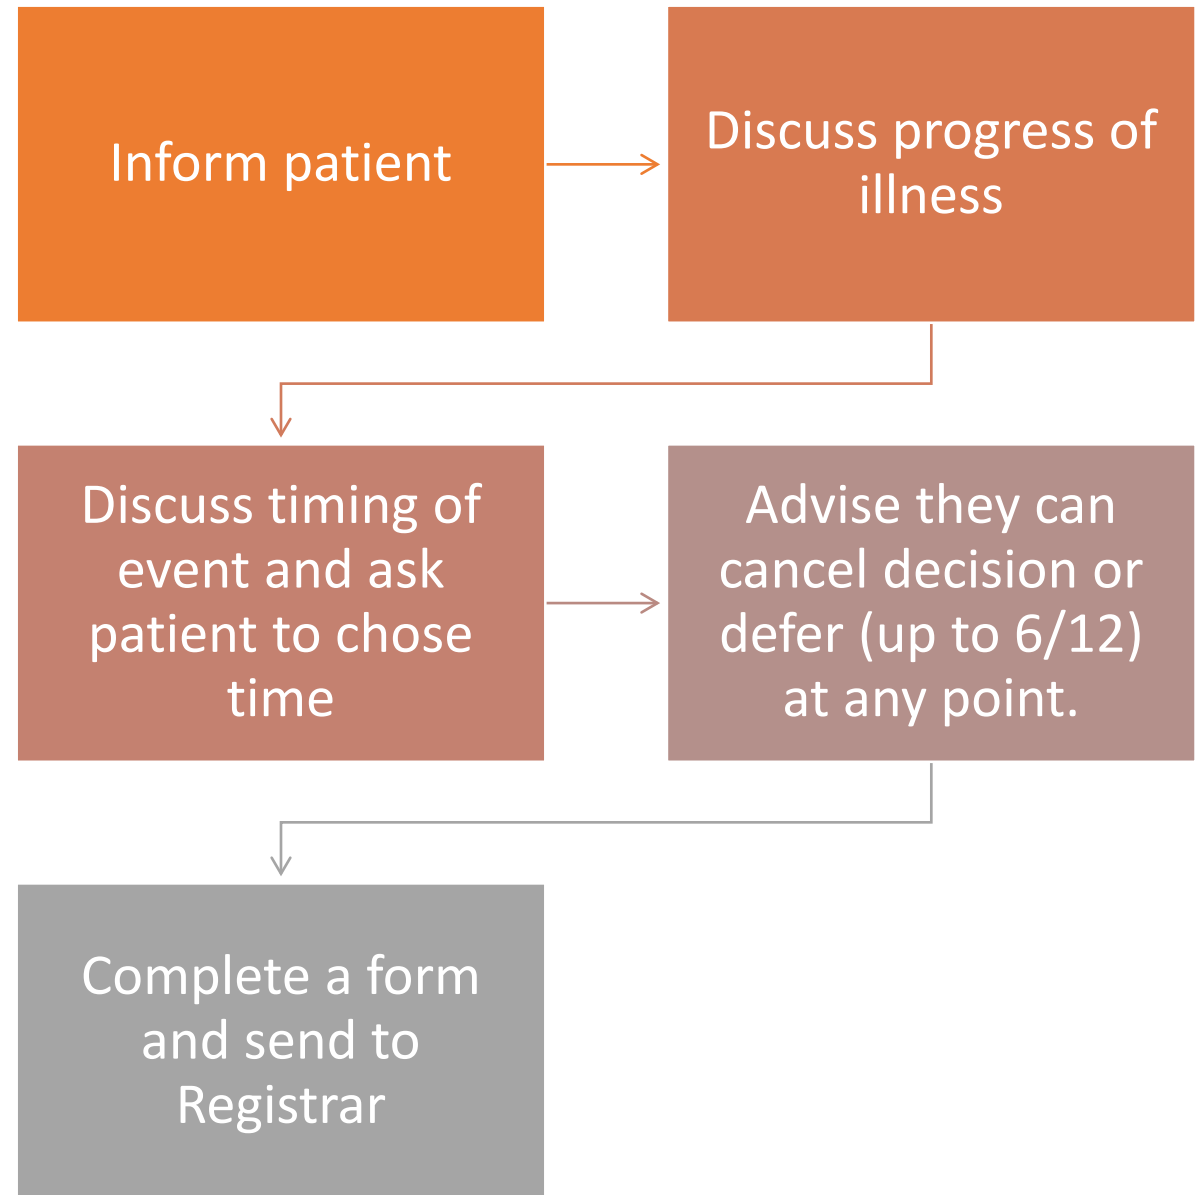 Inform patient
Discuss progress of
illness
Discuss timing of
event and ask
patient to chose
time
Advise they can
cancel decision or
defer (up to 6/12)
at any point.
Complete a form
and send to
Registrar